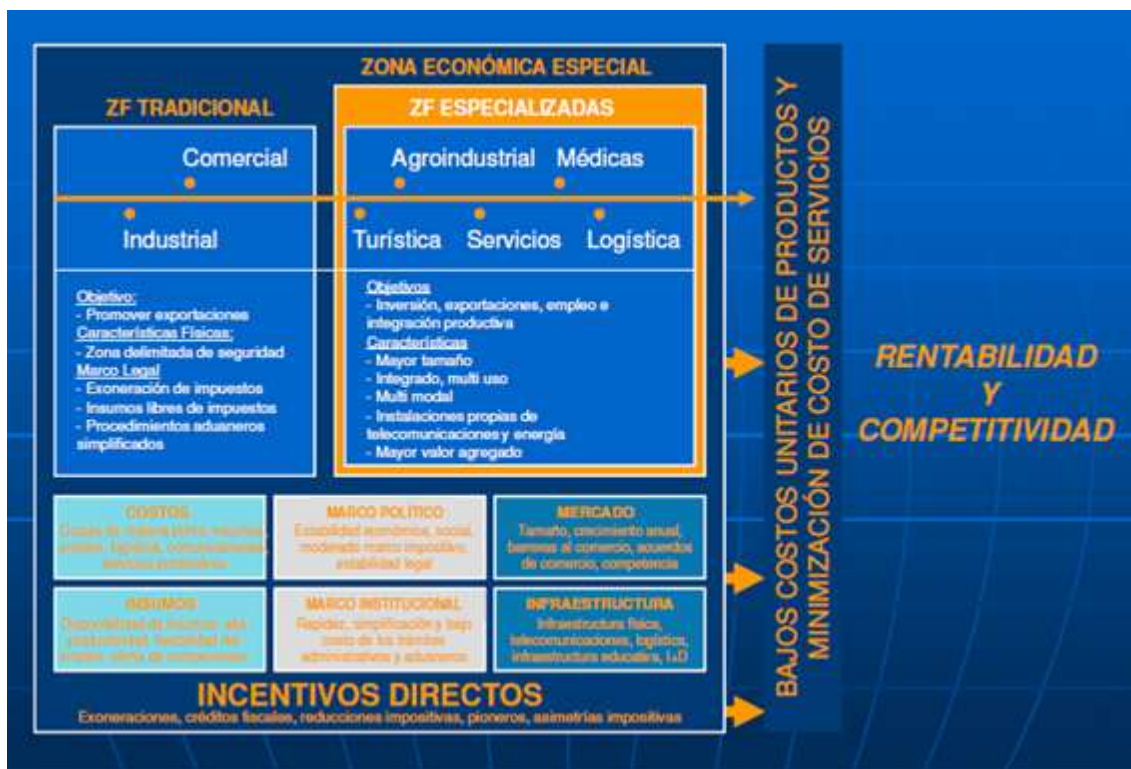 ZONA ECONÓMICA ESPECIAL
ZF TRADICIONAL
Comercial
Industrial
Objetivo:
- Promover exportaciones
Características Físicas:
- Zona delimitada de seguridad
Marco Legal
- Exoneración de impuestos
- Insumos libres de impuestos
- Procedimientos aduaneros
simplificados
ZF ESPECIALIZADAS
Agroindustrial Médicas
Turística Servicios Logística
Objetivos
- Inversión, exportaciones, empleo e
integración productiva
Características
- Mayor tamaño
- Integrado, multi uso
- Multi modal
- Instalaciones propias de
telecomunicaciones y energía
- Mayor valor agregado
COSTOS
MARCO POLÍTICO
Estabilidad económica, social,
moderado marco impositivo,
estabilidad legal
MERCADO
Tamaño, crecimiento anual,
barreras al comercio, acuerdos
de comercio, competencia
INSUMOS
MARCO INSTITUCIONAL
Rapidez, simplificación y bajo
costo de los trámites
administrativos y aduaneros
INFRAESTRUCTURA
Infraestructura física,
telecomunicaciones, logística,
infraestructura educativa, I+D
INCENTIVOS DIRECTOS
Exoneraciones, créditos fiscales, reducciones impositivas, pioneros, asimetrías impositivas
BAJOS COSTOS UNITARIOS DE PRODUCTOS Y
MINIMIZACIÓN DE COSTO DE SERVICIOS
RENTABILIDAD
Y
COMPETITIVIDAD